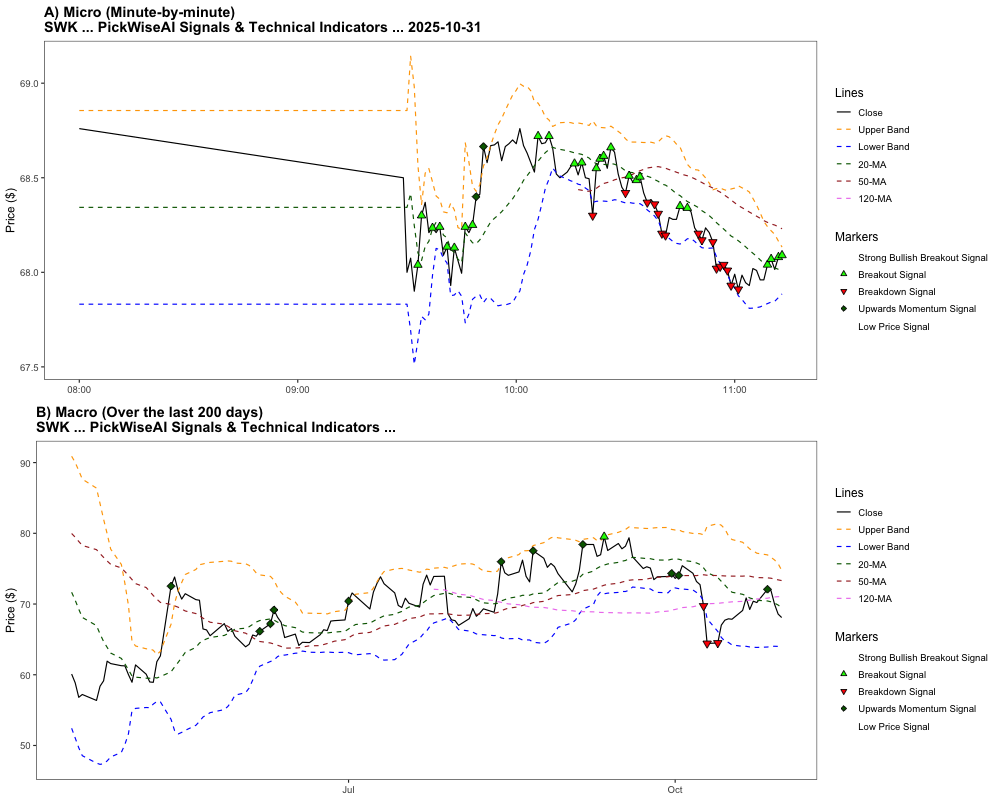 A) Micro (Minute-by-minute)
SWK ... PickWiseAI Signals & Technical Indicators ... 2025-10-31
Price ($)
69.0
68.5
68.0
67.5
08:00
09:00
10:00
11:00
Lines
Close
Upper Band
Lower Band
20-MA
50-MA
120-MA
Markers
Strong Bullish Breakout Signal
Breakout Signal
Breakdown Signal
Upwards Momentum Signal
Low Price Signal
B) Macro (Over the last 200 days)
SWK ... PickWiseAI Signals & Technical Indicators ...
Price ($)
90
80
70
60
50
Jul
Oct
Lines
Close
Upper Band
Lower Band
20-MA
50-MA
120-MA
Markers
Strong Bullish Breakout Signal
Breakout Signal
Breakdown Signal
Upwards Momentum Signal
Low Price Signal